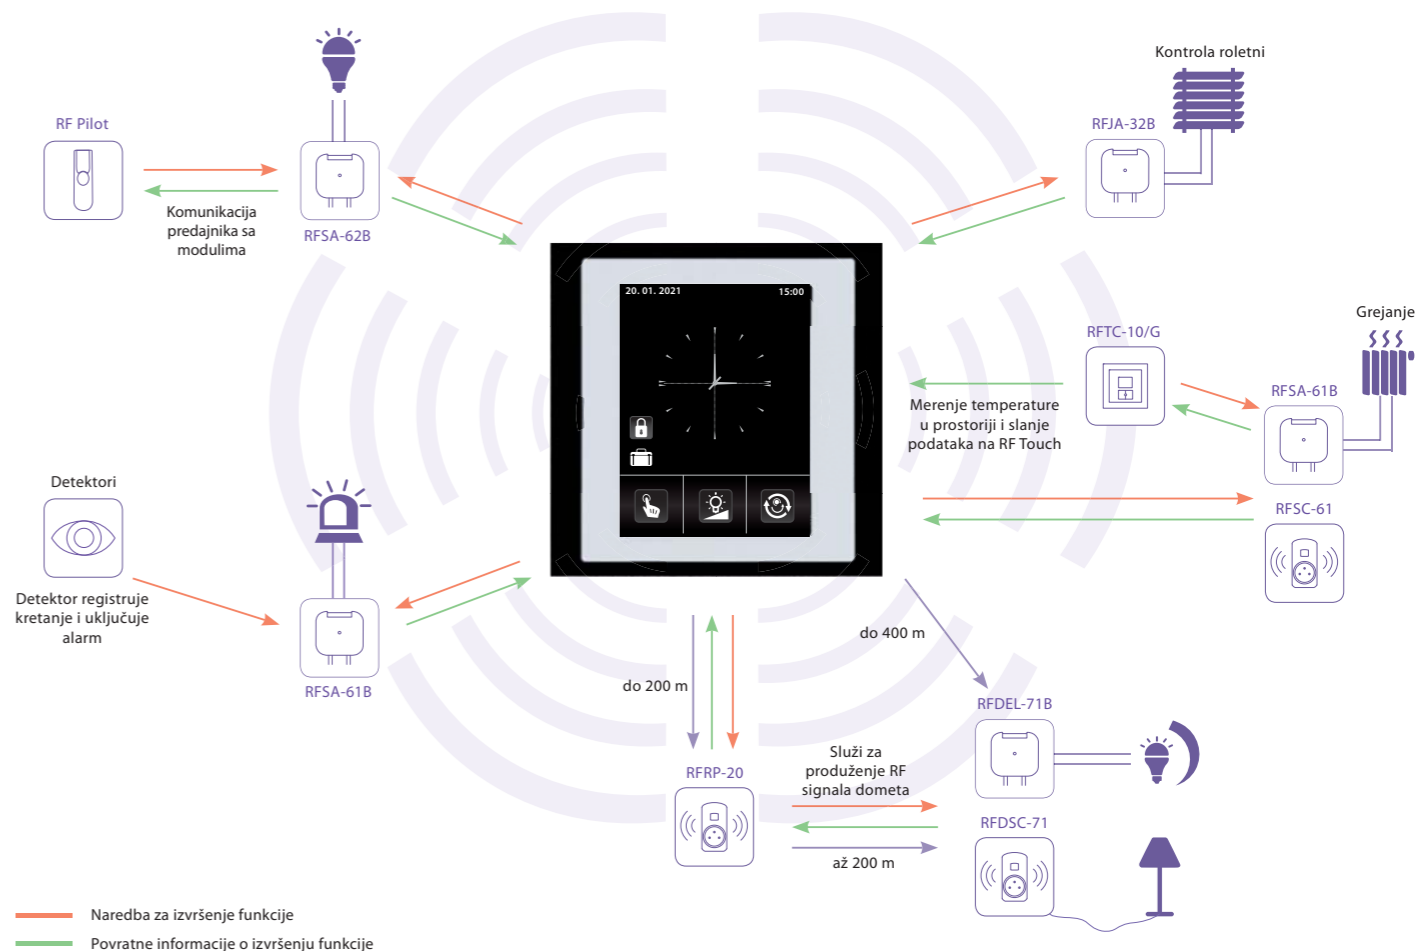 Kontrola roletni
RF Pilot
RFJA-32B
Komunikacija
predajnika sa
modulima
RFSA-62B
20. 01. 2021
15:00
Grejanje
RFTC-10/G
RFSA-61B
Merenje temperature
u prostoriji i slanje
podataka na RF Touch
Detektori
RFSC-61
Detektor registruje
kretanje i uključuje
alarm
RFSA-61B
do 400 m
do 200 m
RFDEL-71B
RFRP-20
Služi za
produženje RF
signala dometa
RFDSC-71
až 200 m
Naredba za izvršenje funkcije
Povratne informacije o izvršenju funkcije